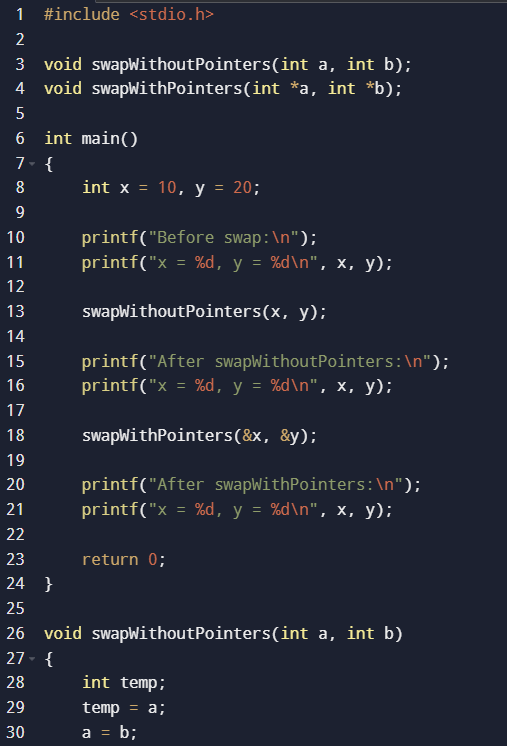 1 #include <stdio.h>
2
3 void swapWithoutPointers(int a, int b);
4 void swapWithPointers(int *a, int *b);
5
6 int main()
7 {
8     int x = 10, y = 20;
9
10     printf("Before swap:\n");
11     printf("x = %d, y = %d\n", x, y);
12
13     swapWithoutPointers(x, y);
14
15     printf("After swapWithoutPointers:\n");
16     printf("x = %d, y = %d\n", x, y);
17
18     swapWithPointers(&x, &y);
19
20     printf("After swapWithPointers:\n");
21     printf("x = %d, y = %d\n", x, y);
22
23     return 0;
24 }
25
26 void swapWithoutPointers(int a, int b)
27 {
28     int temp;
29     temp = a;
30     a = b;